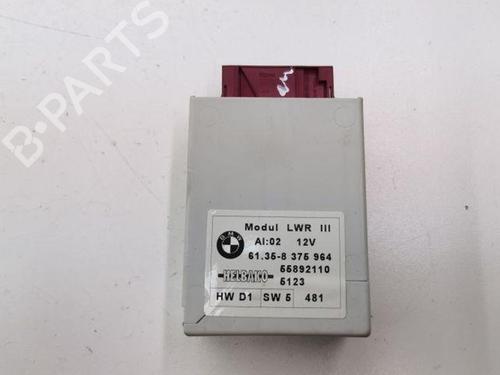 B-PARTS
BMW
Modul LWR III
AI:02 12V
61.35-8 375 964
55892110
HELBAKO
5123
HW D1 SW 5 481